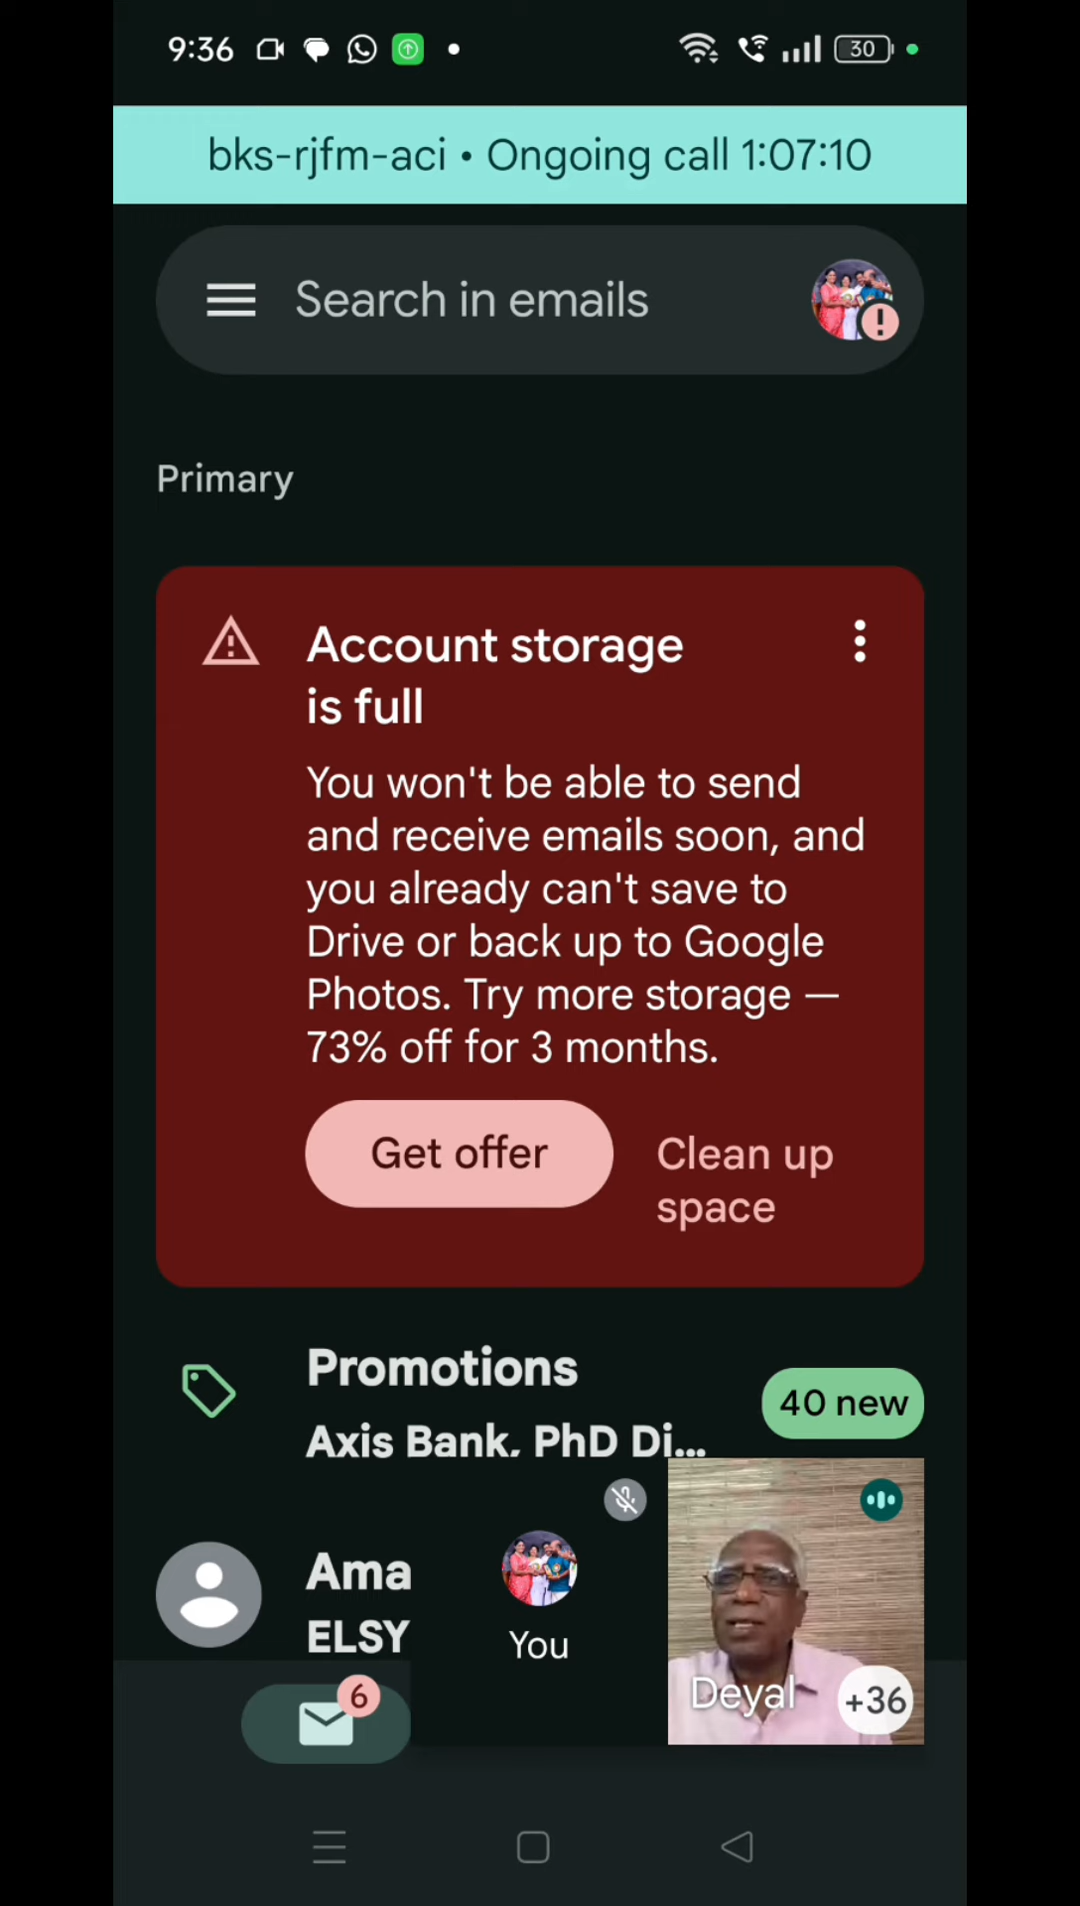 9:36
30
bks-rjfm-aci • Ongoing call 1:07:10
Search in emails
Primary
Account storage
is full
You won't be able to send
and receive emails soon, and
you already can't save to
Drive or back up to Google
Photos. Try more storage —
73% off for 3 months.
Get offer
Clean up
space
Promotions
40 new
Axis Bank, PhD Di...
Ama
ELSY
You
Deyal
+36
6